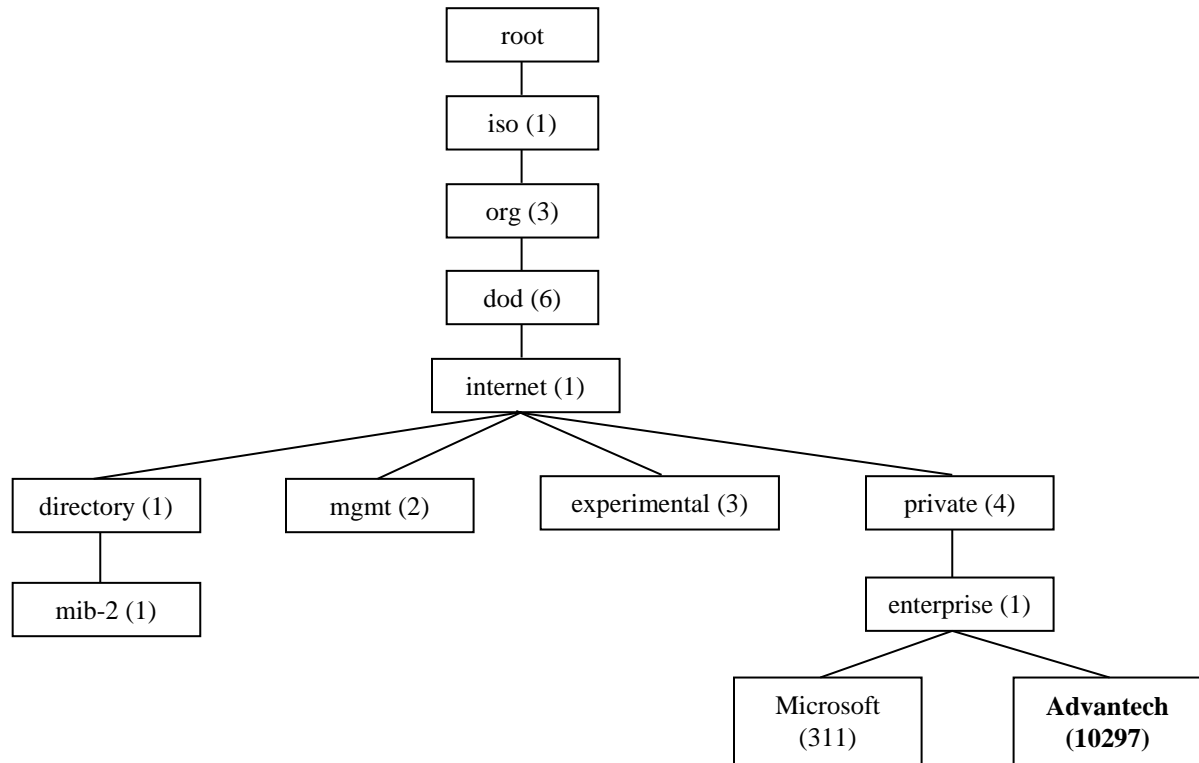 root
iso (1)
org (3)
dod (6)
internet (1)
directory (1)
mgmt (2)
experimental (3)
private (4)
mib-2 (1)
enterprise (1)
Microsoft
(311)
Advantech
(10297)